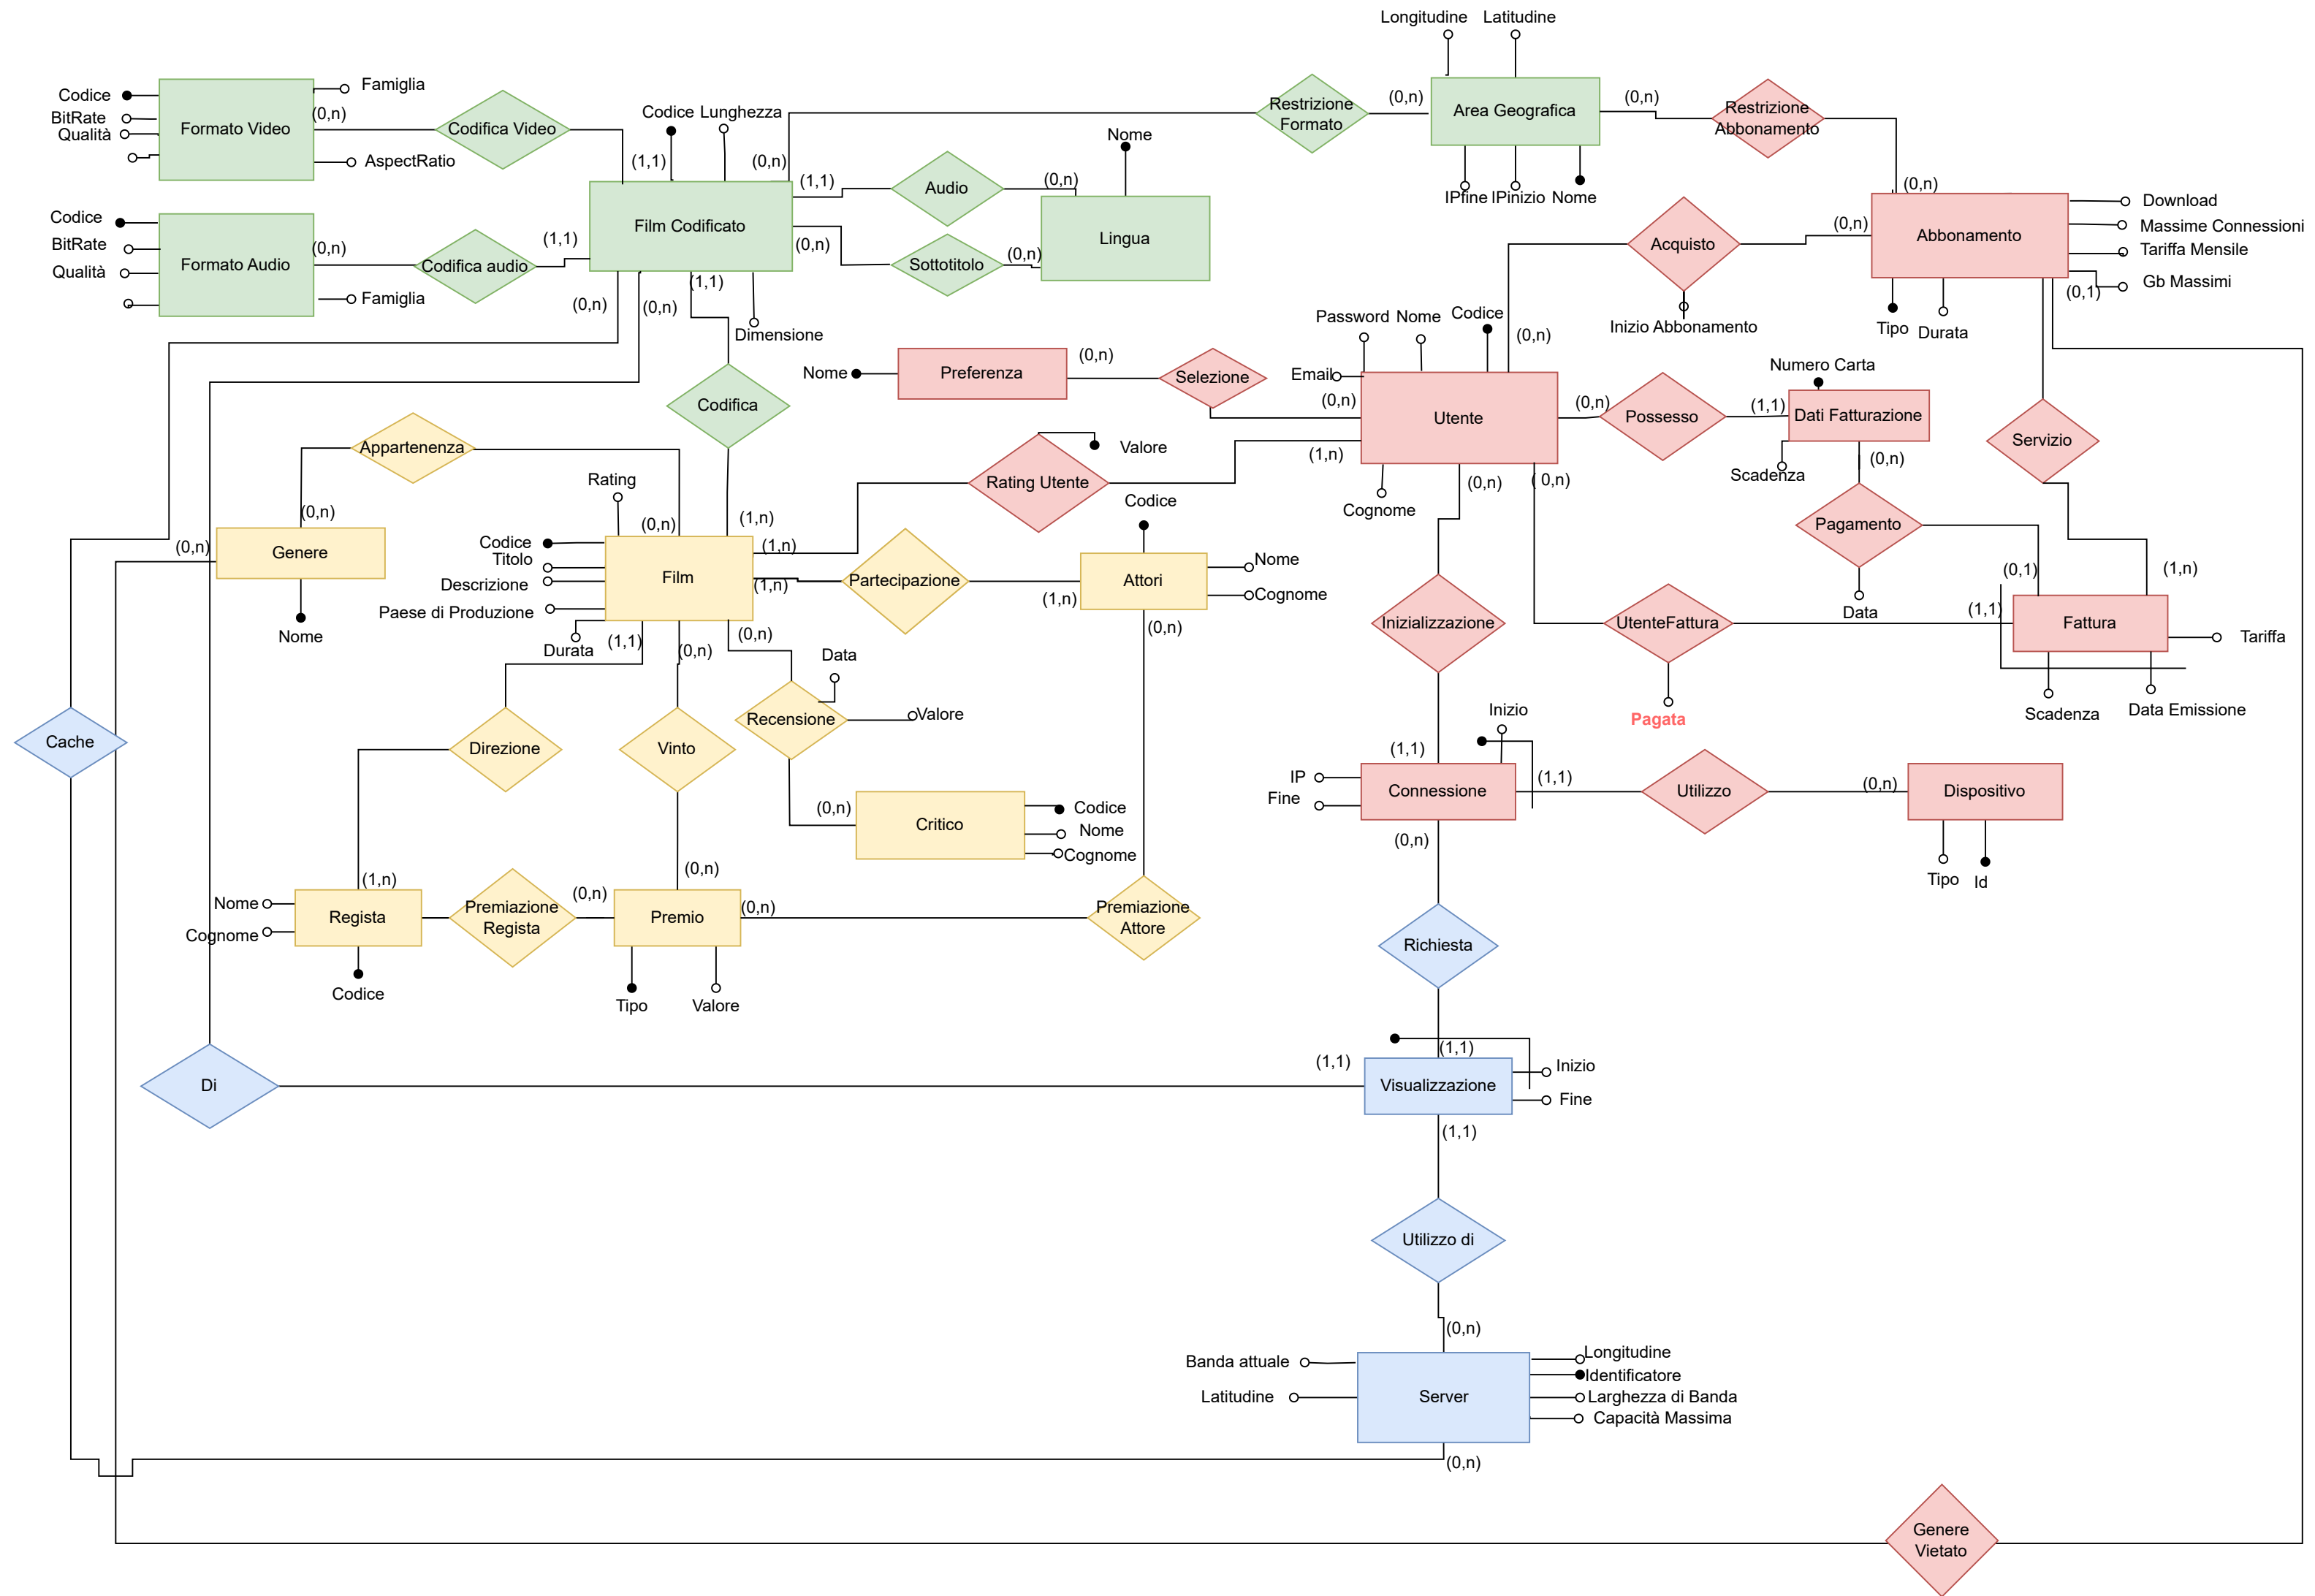 Longitudine
Latitudine
Codice
BitRate
Qualità
Formato Video
Famiglia
(0,n)
AspectRatio
Codifica Video
Codice
Lunghezza
(1,1)
(0,n)
Restrizione
Formato
(0,n)
Area Geografica
(0,n)
Restrizione
Abbonamento
IPfine
IPinizio
Nome
Nome
(1,1)
Audio
(0,n)
Lingua
(0,n)
Sottotitolo
(0,n)
Film Codificato
Codice
BitRate
Qualità
Formato Audio
(0,n)
Famiglia
Codifica audio
(1,1)
(0,n)
(0,n)
(1,1)
Dimensione
(0,n)
Abbonamento
Download
Massime Connessioni
Tariffa Mensile
Gb Massimi
(0,1)
Tipo
Durata
(0,n)
Acquisto
Inizio Abbonamento
Password
Nome
Codice
(0,n)
Email
Nome
Preferenza
(0,n)
Selezione
(0,n)
Utente
(0,n)
Possesso
(1,1)
Numero Carta
Dati Fatturazione
Scadenza
(0,n)
Servizio
Codifica
Appartenenza
(0,n)
Genere
(0,n)
Nome
Rating
(0,n)
(1,n)
Rating Utente
Valore
(1,n)
Cognome
(0,n)
( 0,n)
Codice
Titolo
Descrizione
Paese di Produzione
Durata
Film
(1,n)
(1,n)
Partecipazione
(1,n)
Codice
Attori
Nome
Cognome
(0,n)
Pagamento
Data
(0,1)
(1,n)
Inizializzazione
UtenteFattura
(1,1)
Fattura
Tariffa
Pagata
Scadenza
Data Emissione
(1,1)
(0,n)
(0,n)
Data
Recensione
Valore
Cache
Direzione
Vinto
(0,n)
Critico
Codice
Nome
Cognome
Inizio
(1,1)
IP
Fine
Connessione
(1,1)
Utilizzo
(0,n)
Dispositivo
Tipo
Id
(0,n)
(1,n)
Nome
Cognome
Regista
Codice
Premiazione
Regista
(0,n)
(0,n)
Premio
(0,n)
Tipo
Valore
Premiazione
Attore
Richiesta
(1,1)
Di
(1,1)
Visualizzazione
Inizio
Fine
(1,1)
Utilizzo di
(0,n)
Banda attuale
Latitudine
Server
Longitudine
Identificatore
Larghezza di Banda
Capacità Massima
(0,n)
Genere
Vietato